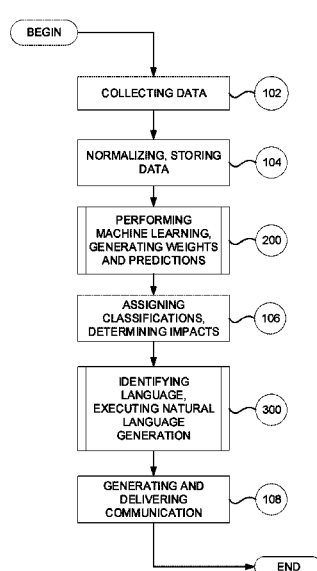 BEGIN
COLLECTING DATA
102
NORMALIZING, STORING
DATA
104
PERFORMING
MACHINE LEARNING,
GENERATING WEIGHTS
AND PREDICTIONS
200
ASSIGNING
CLASSIFICATIONS,
DETERMINING IMPACTS
106
IDENTIFYING
LANGUAGE,
EXECUTING NATURAL
LANGUAGE
GENERATION
300
GENERATING AND
DELIVERING
COMMUNICATION
108
END